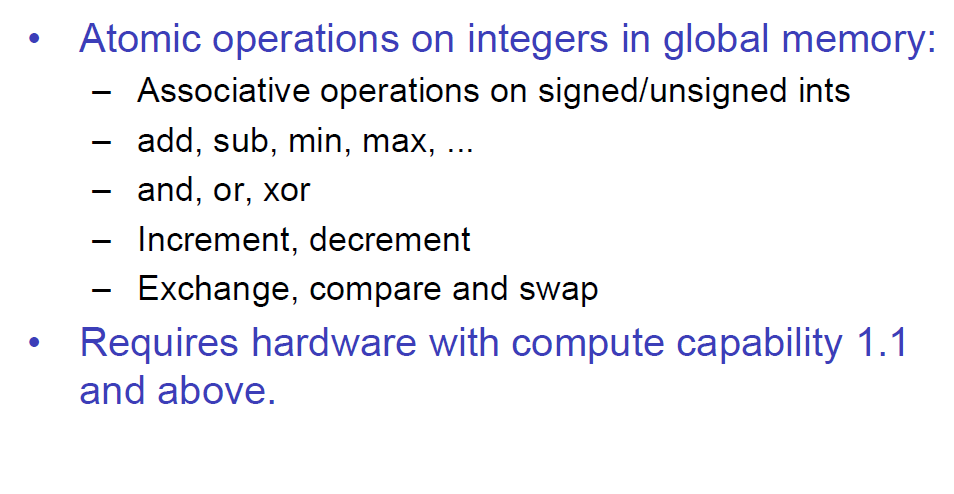 • Atomic operations on integers in global memory:
– Associative operations on signed/unsigned ints
– add, sub, min, max, ...
– and, or, xor
– Increment, decrement
– Exchange, compare and swap
• Requires hardware with compute capability 1.1
and above.